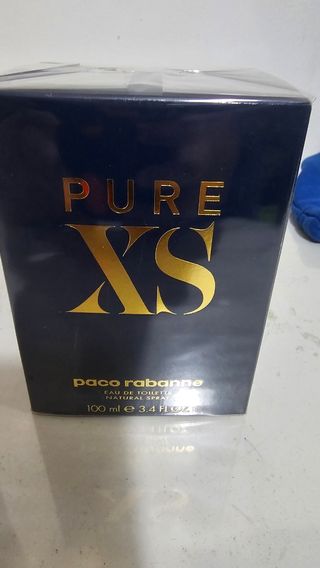 PURE
XS
paco rabanne
EAU DE TOILETTE
NATURAL SPRAY
100 ml e 3.4 FL.OZ